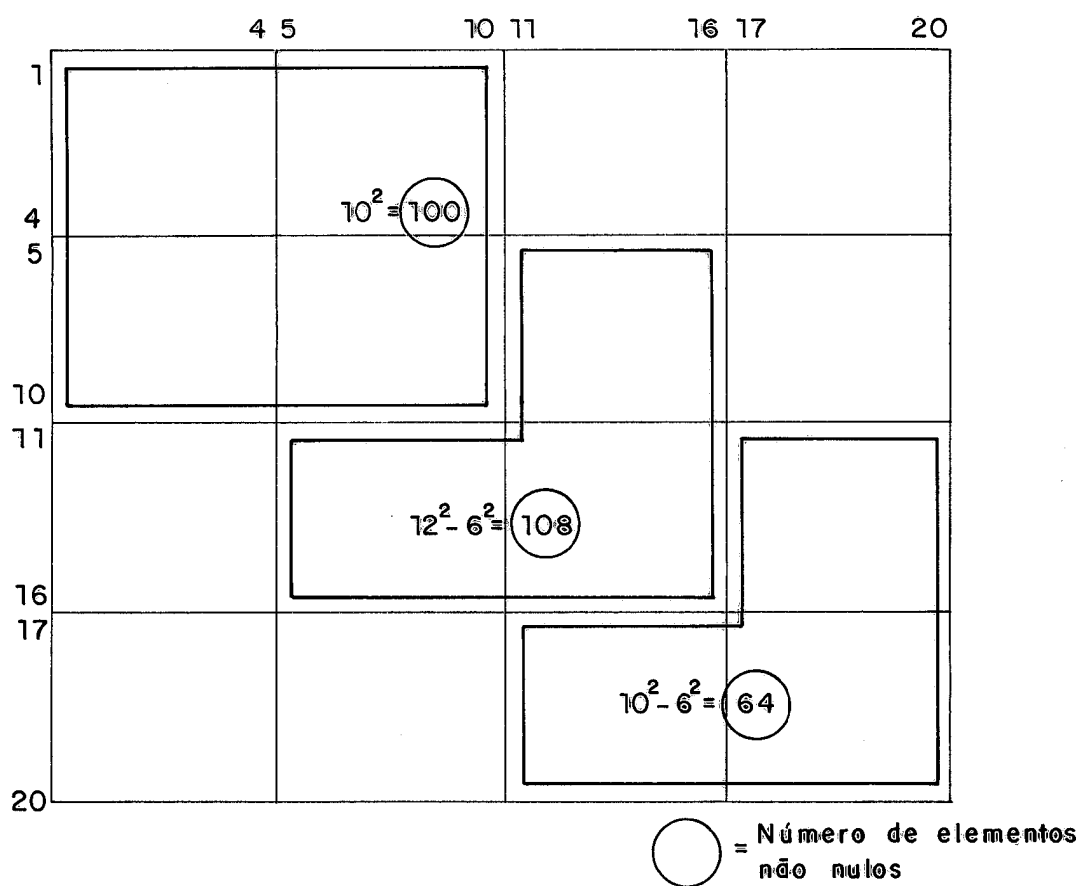 4 5 10 11 16 17 20
1
10² = 100
4
5
10
11
12² - 6² = 108
16
17
10² - 6² = 64
20
= Número de elementos
não nulos